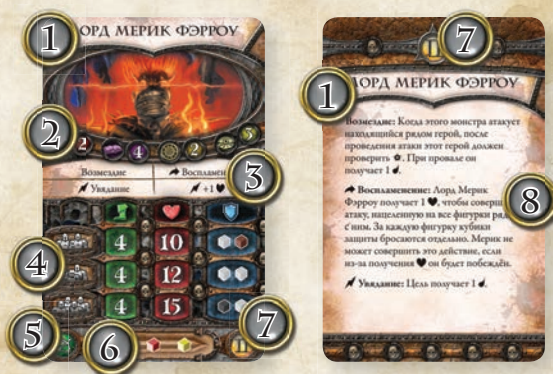 1
ЛОРД МЕРИК ФЭРРОУ
2
2 4 2 5
Возмездие
Увядание +1
3
4 10
4
4 12
4 15
5
6
7
7
1
ЛОРД МЕРИК ФЭРРОУ
Возмездие: Когда этого монстра атакует
находящийся рядом герой, после
проведения атаки этот герой должен
проверить . При провале он
получает 1 .
Воспламенение: Лорд Мерик
Фэрроу получает 1 , чтобы
атаку, нацеленную на все фигурки
с ним. За каждую фигурку кубики
защиты бросаются отдельно. Мерик не
может совершить это действие, если
из-за получения он будет побеждён.
8
Увядание: Цель получает 1 .